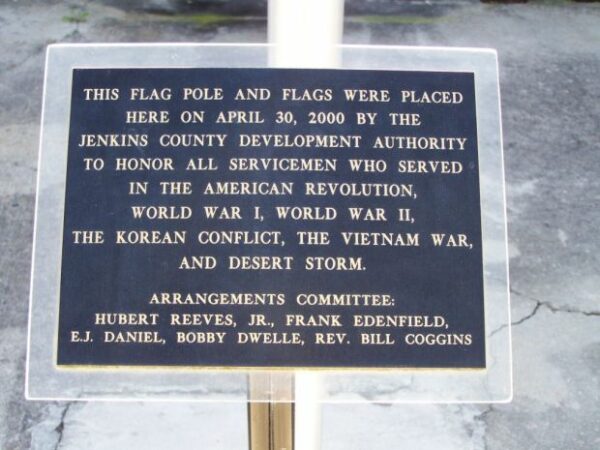 THIS FLAG POLE AND FLAGS WERE PLACED
HERE ON APRIL 30, 2000 BY THE
JENKINS COUNTY DEVELOPMENT AUTHORITY
TO HONOR ALL SERVICEMEN WHO SERVED
IN THE AMERICAN REVOLUTION,
WORLD WAR I, WORLD WAR II,
THE KOREAN CONFLICT, THE VIETNAM WAR,
AND DESERT STORM.
ARRANGEMENTS COMMITTEE:
HUBERT REEVES, JR., FRANK EDENFIELD,
E.J. DANIEL, BOBBY DWELLE, REV. BILL COGGINS